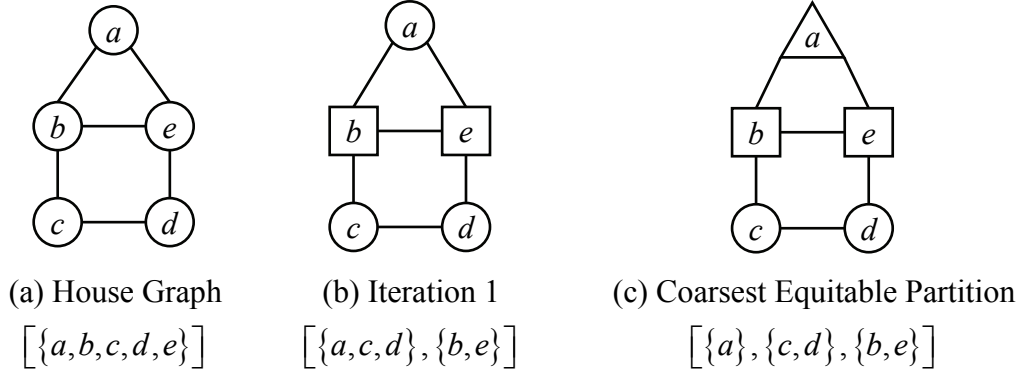 a a a
b e b e b e
c d c d c d
(a) House Graph (b) Iteration 1 (c) Coarsest Equitable Partition
[{a,b,c,d,e}] [{a,c,d},{b,e}] [{a},{c,d},{b,e}]